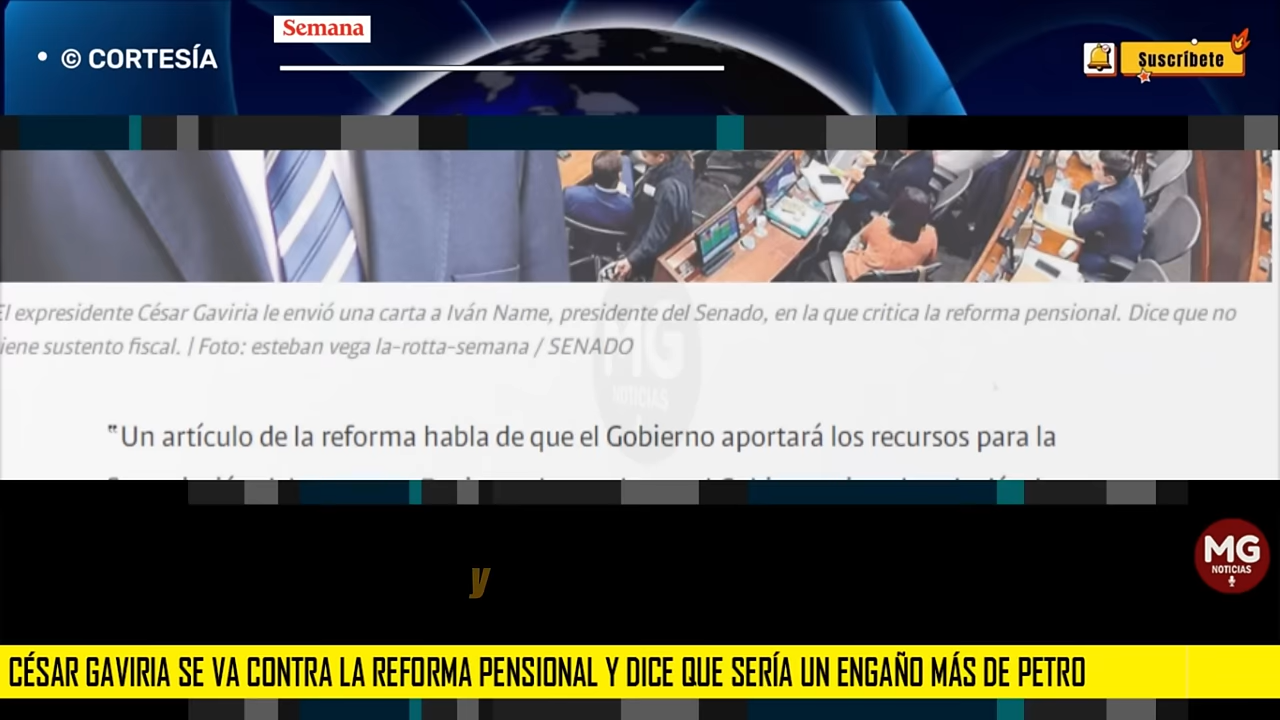 Semana
• © CORTESÍA
Suscríbete
El expresidente César Gaviria le envió una carta a Iván Name, presidente del Senado, en la que critica la reforma pensional. Dice que no
iene sustento fiscal. | Foto: esteban vega la-rotta-semana / SENADO
MG
NOTICIAS
“Un artículo de la reforma habla de que el Gobierno aportará los recursos para la
y
MG
NOTICIAS
CÉSAR GAVIRIA SE VA CONTRA LA REFORMA PENSIONAL Y DICE QUE SERÍA UN ENGAÑO MÁS DE PETRO